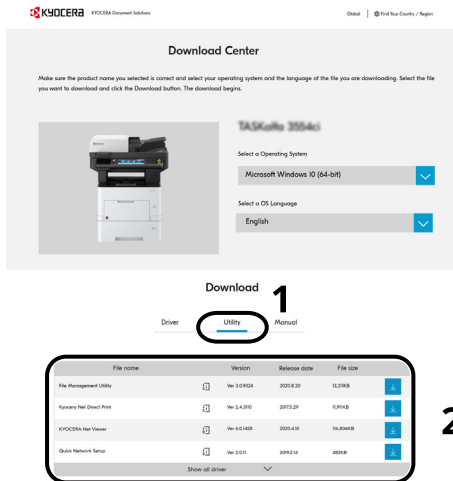 KYOCERA KYOCERA Document Solutions Global Find Your Country / Region
Download Center
Make sure the product name you selected is correct and select your operating system and the language of the file you are downloading. Select the file
you want to download and click the Download button. The download begins.
TASKalfa 3554ci
Select a Operating System
Microsoft Windows 10 (64-bit)
Select a OS Language
English
Download 1
Driver Utility Manual
File name Version Release date File size
File Management Utility Ver 3.0.9324 2020.8.20 13,211KB
Kyocera Net Direct Print Ver 2.4.3110 2017.5.29 11,911KB
KYOCERA Net Viewer Ver 6.0.1428 2020.4.10 116,806KB
Quick Network Setup Ver 2.0.11 2019.2.14 482KB
Show all driver
2